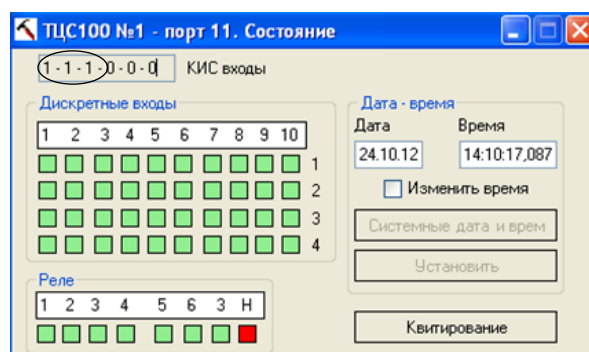 ТЦС100 №1 - порт 11. Состояние
1 - 1 - 1 - 0 - 0 - 0 КИС входы
Дискретные входы
1 2 3 4 5 6 7 8 9 10
1
2
3
4
Реле
1 2 3 4 5 6 3 Н
Дата - время
Дата Время
24.10.12 14:10:17,087
Изменить время
Системные дата и врем
Установить
Квитирование